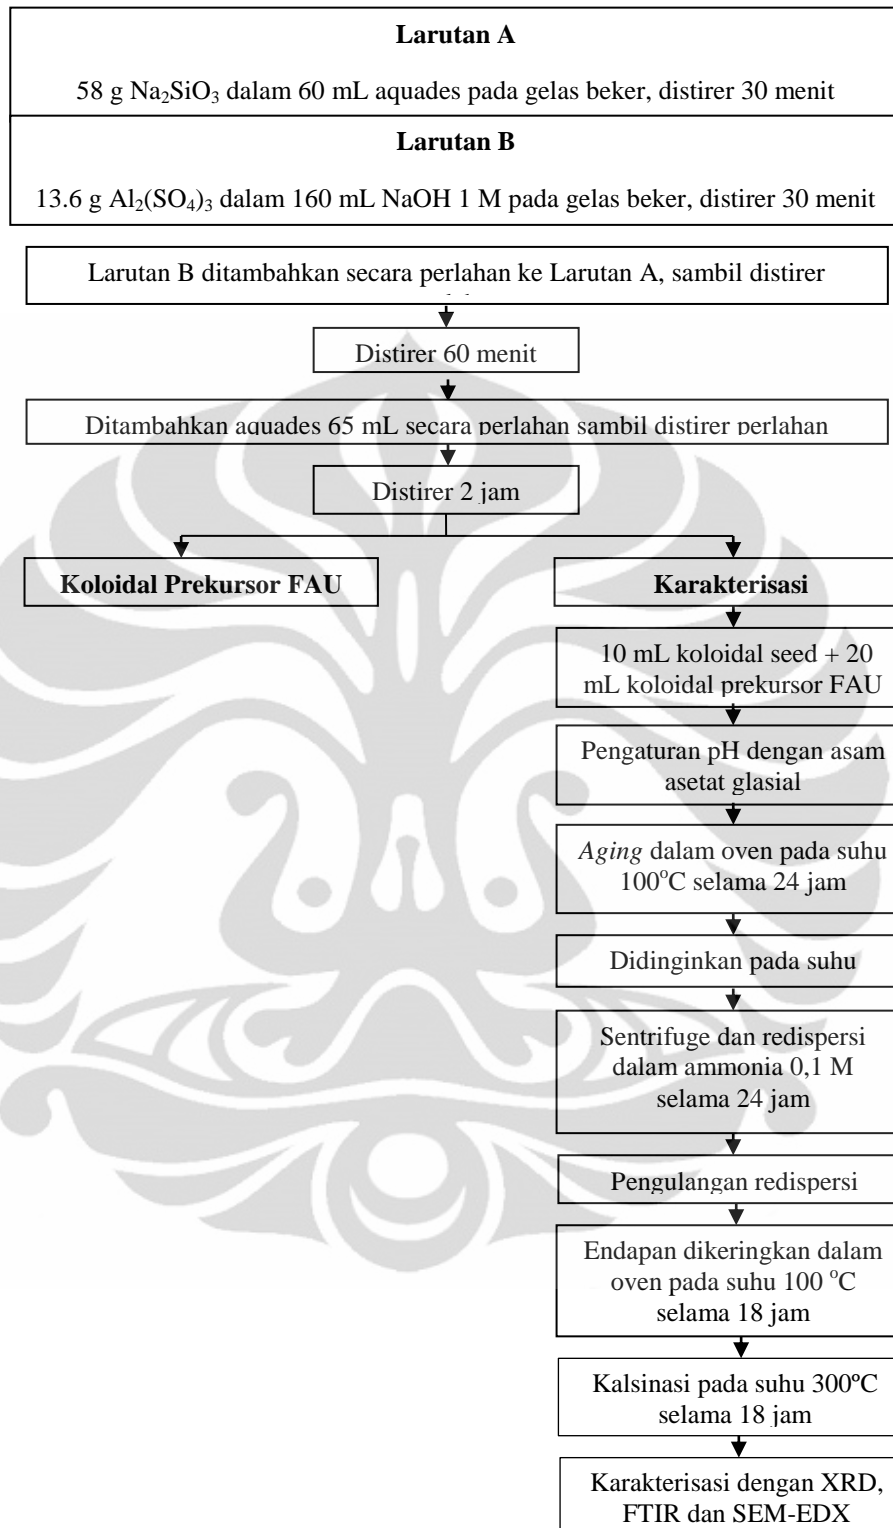 Larutan A
58 g Na₂SiO₃ dalam 60 mL aquades pada gelas beker, distirer 30 menit
Larutan B
13.6 g Al₂(SO₄)₃ dalam 160 mL NaOH 1 M pada gelas beker, distirer 30 menit
Larutan B ditambahkan secara perlahan ke Larutan A, sambil distirer
Distirer 60 menit
Ditambahkan aquades 65 mL secara perlahan sambil distirer perlahan
Distirer 2 jam
Koloidal Prekursor FAU
Karakterisasi
10 mL koloidal seed + 20
mL koloidal prekursor FAU
Pengaturan pH dengan asam
asetat glasial
Aging dalam oven pada suhu
100°C selama 24 jam
Didinginkan pada suhu
Sentrifuge dan redispersi
dalam ammonia 0,1 M
selama 24 jam
Pengulangan redispersi
Endapan dikeringkan dalam
oven pada suhu 100 °C
selama 18 jam
Kalsinasi pada suhu 300ºC
selama 18 jam
Karakterisasi dengan XRD,
FTIR dan SEM-EDX